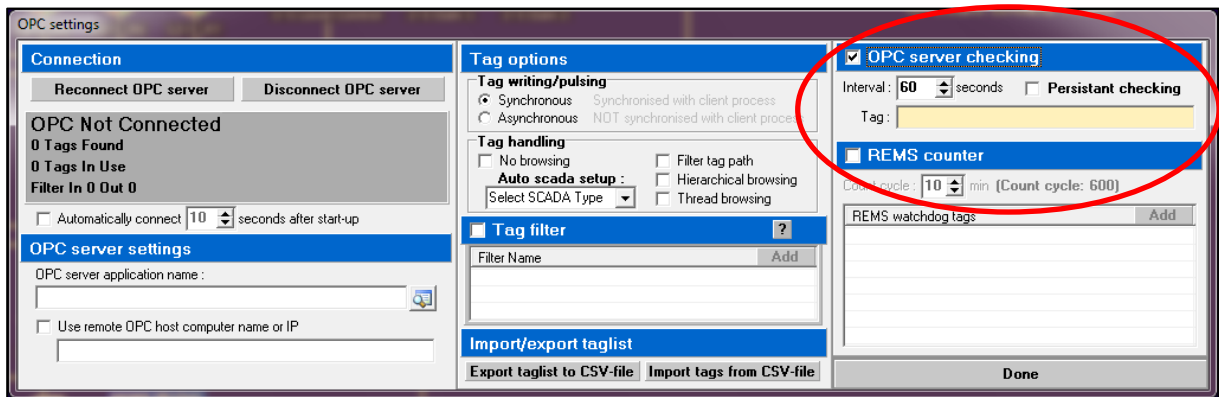 OPC settings
Connection
Reconnect OPC server Disconnect OPC server
OPC Not Connected
0 Tags Found
0 Tags In Use
Filter In 0 Out 0
Automatically connect 10 seconds after start-up
OPC server settings
OPC server application name :
Use remote OPC host computer name or IP
Tag options
Tag writing/pulsing
Synchronous Synchronised with client process
Asynchronous NOT synchronised with client process
Tag handling
No browsing Filter tag path
Auto scada setup : Hierarchical browsing
Select SCADA Type Thread browsing
Tag filter ?
Filter Name Add
Import/export taglist
Export taglist to CSV-file Import tags from CSV-file
OPC server checking
Interval : 60 seconds Persistant checking
Tag :
REMS counter
Count cycle : 10 min (Count cycle: 600)
REMS watchdog tags Add
Done